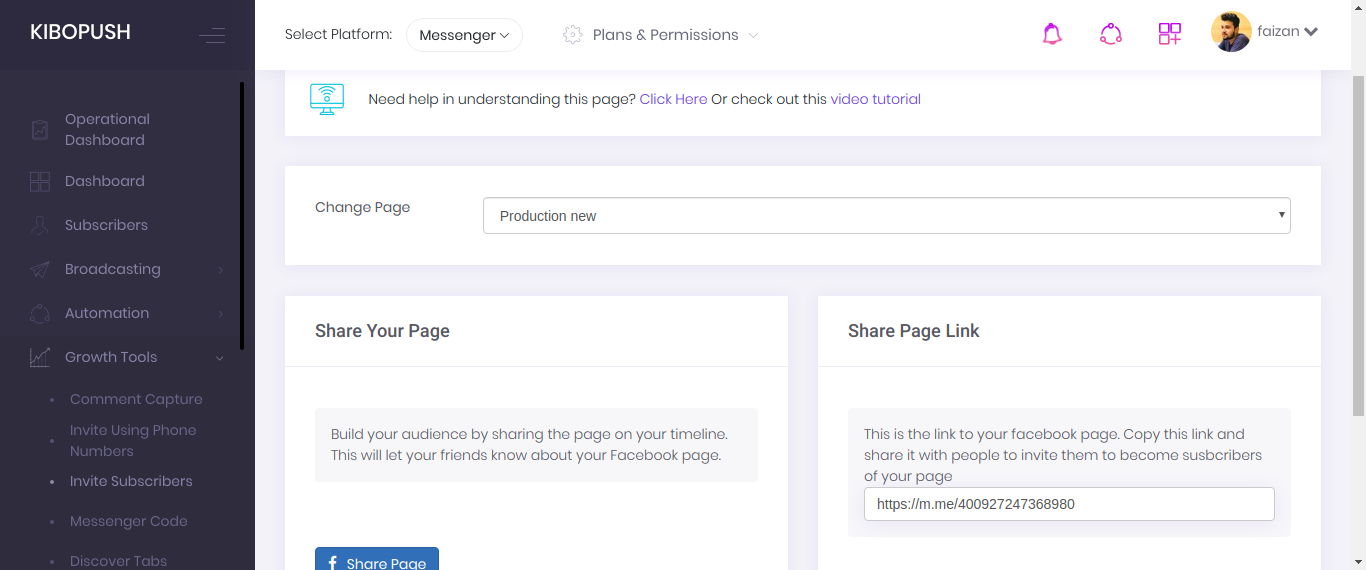 KIBOPUSH
Select Platform: Messenger
Plans & Permissions
faizan
Operational
Dashboard
Dashboard
Subscribers
Broadcasting
Automation
Growth Tools
Comment Capture
Invite Using Phone
Numbers
Invite Subscribers
Messenger Code
Discover Tabs
Need help in understanding this page? Click Here Or check out this video tutorial
Change Page
Production new
Share Your Page
Build your audience by sharing the page on your timeline.
This will let your friends know about your Facebook page.
Share Page
Share Page Link
This is the link to your facebook page. Copy this link and
share it with people to invite them to become susbcribers
of your page
https://m.me/400927247368980